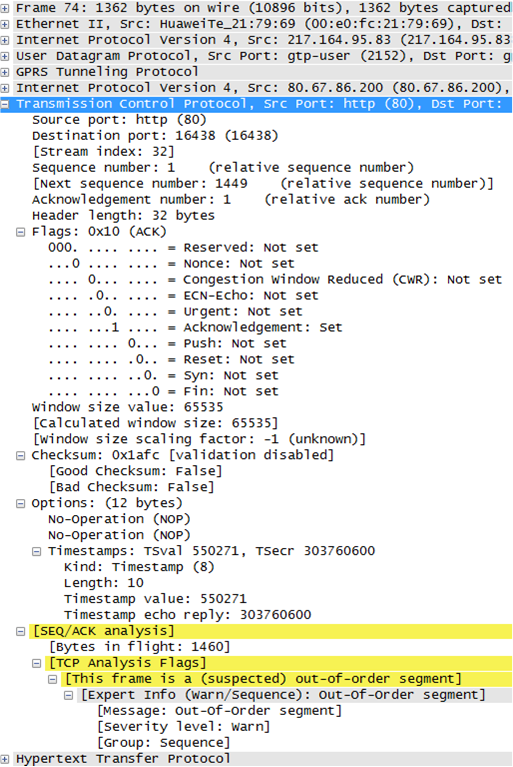 Frame 74: 1362 bytes on wire (10896 bits), 1362 bytes captured
Ethernet II, Src: HuaweiTe_21:79:69 (00:e0:fc:21:79:69), Dst:
Internet Protocol Version 4, Src: 217.164.95.83 (217.164.95.83
User Datagram Protocol, Src Port: gtp-user (2152), Dst Port: g
GPRS Tunneling Protocol
Internet Protocol Version 4, Src: 80.67.86.200 (80.67.86.200),
Transmission Control Protocol, Src Port: http (80), Dst Port:
Source port: http (80)
Destination port: 16438 (16438)
[Stream index: 32]
Sequence number: 1    (relative sequence number)
[Next sequence number: 1449    (relative sequence number)]
Acknowledgement number: 1    (relative ack number)
Header length: 32 bytes
Flags: 0x10 (ACK)
000. .... .... = Reserved: Not set
...0 .... .... = Nonce: Not set
.... 0... .... = Congestion Window Reduced (CWR): Not set
.... .0.. .... = ECN-Echo: Not set
.... ..0. .... = Urgent: Not set
.... ...1 .... = Acknowledgement: Set
.... .... 0... = Push: Not set
.... .... .0.. = Reset: Not set
.... .... ..0. = Syn: Not set
.... .... ...0 = Fin: Not set
Window size value: 65535
[Calculated window size: 65535]
[Window size scaling factor: -1 (unknown)]
Checksum: 0x1afc [validation disabled]
[Good Checksum: False]
[Bad Checksum: False]
Options: (12 bytes)
No-Operation (NOP)
No-Operation (NOP)
Timestamps: TSval 550271, TSecr 303760600
Kind: Timestamp (8)
Length: 10
Timestamp value: 550271
Timestamp echo reply: 303760600
[SEQ/ACK analysis]
[Bytes in flight: 1460]
[TCP Analysis Flags]
[This frame is a (suspected) out-of-order segment]
[Expert Info (Warn/Sequence): Out-Of-Order segment]
[Message: Out-Of-Order segment]
[Severity level: Warn]
[Group: Sequence]
Hypertext Transfer Protocol